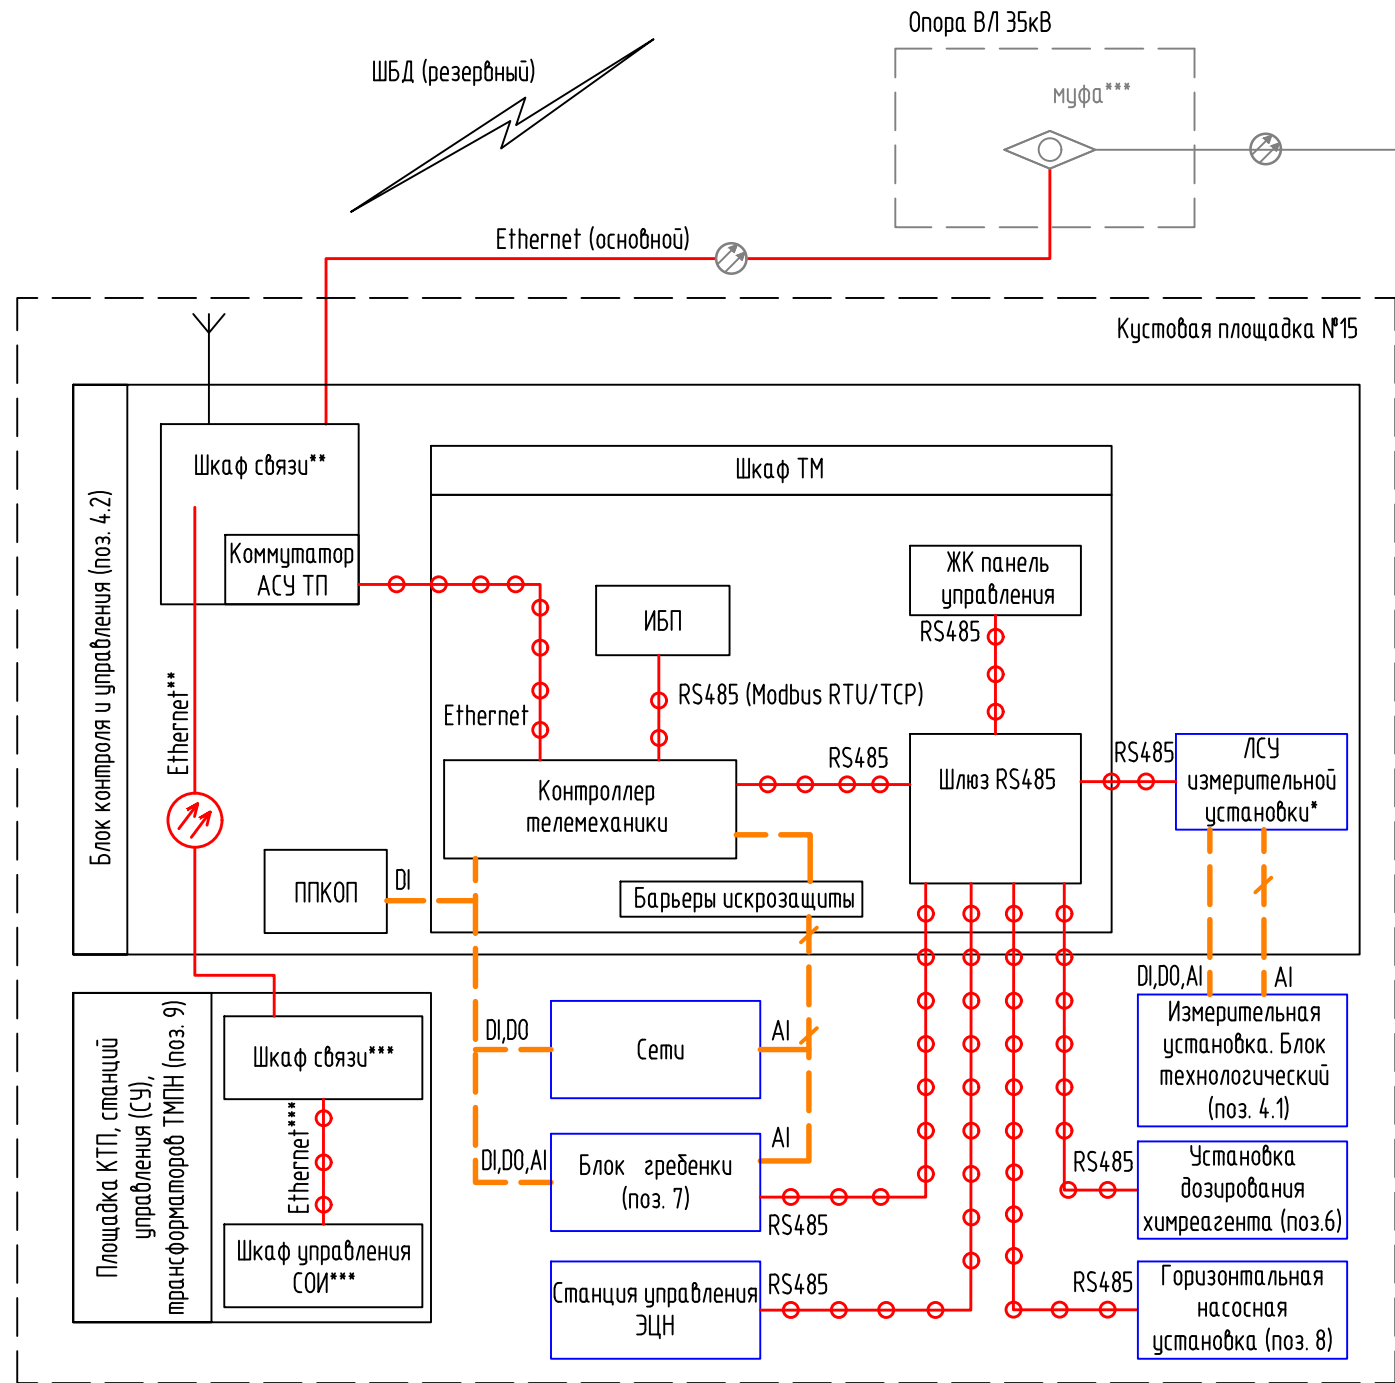 Опора ВЛ 35кВ
ШБД (резервный)
муфа***
Ethernet (основной)
Кустовая площадка №15
Блок контроля и управления (поз. 4.2)
Шкаф связи**
Коммутатор
АСУ ТП
Шкаф ТМ
ЖК панель
управления
ИБП
RS485
RS485 (Modbus RTU/TCP)
Ethernet
Ethernet**
RS485
RS485
Контроллер
телемеханики
Шлюз RS485
ЛСУ
измерительной
установки*
ППКОП
DI
Барьеры искрозащиты
DI,DO,AI
AI
Площадка КТП, станций
управления (СУ),
трансформаторов ТМПН (поз. 9)
Шкаф связи***
Ethernet***
Шкаф управления
СОИ***
DI,DO
Сети
AI
Измерительная
установка. Блок
технологический
(поз. 4.1)
DI,DO,AI
Блок гребенки
(поз. 7)
AI
RS485
RS485
Установка
дозирования
химреагента (поз.6)
Станция управления
ЭЦН
RS485
RS485
Горизонтальная
насосная
установка (поз. 8)